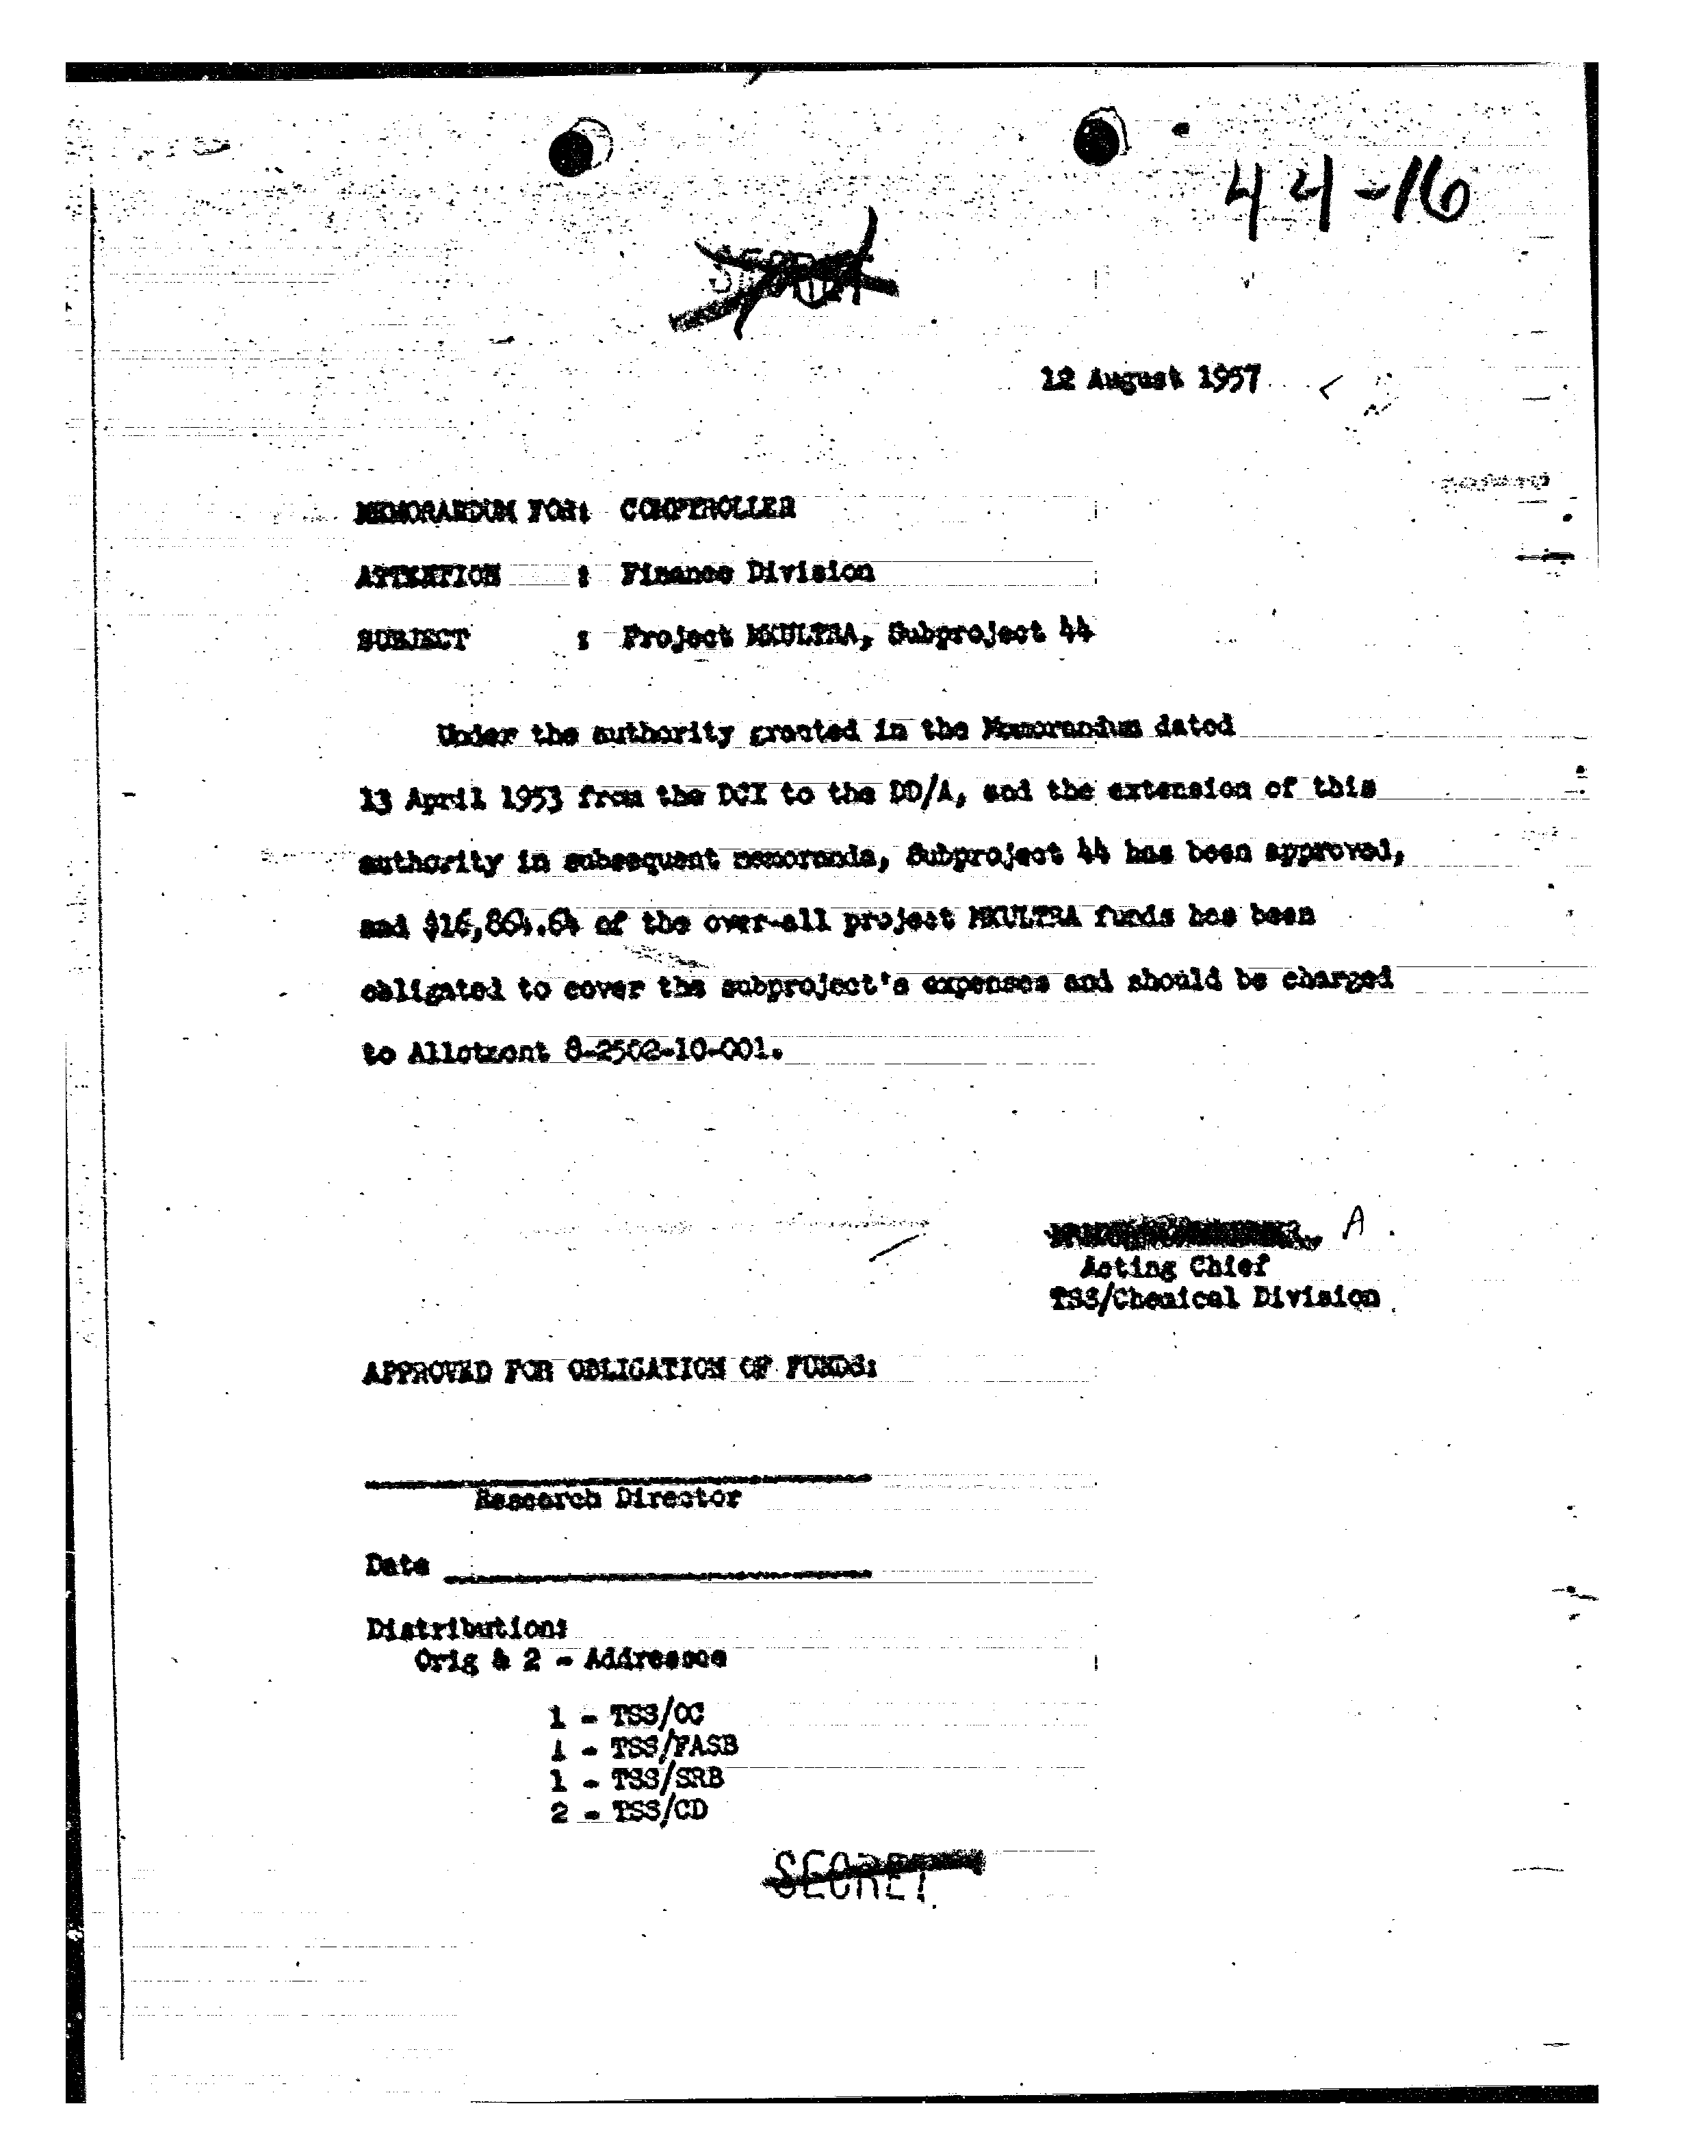 44-16
SECRET
12 August 1957
MEMORANDUM FOR: COMPTROLLER
ATTENTION : Finance Division
SUBJECT : Project MKULTRA, Subproject 44
Under the authority granted in the Memorandum dated
13 April 1953 from the DCI to the DD/A, and the extension of this
authority in subsequent memoranda, Subproject 44 has been approved,
and $16,864.64 of the over-all project MKULTRA funds has been
obligated to cover the subproject's expenses and should be charged
to Allotment 8-2502-10-001.
A
Acting Chief
TSS/Chemical Division
APPROVED FOR OBLIGATION OF FUNDS:
Research Director
Date
Distribution:
Orig & 2 - Addressee
1 - TSS/OC
1 - TSS/FASB
1 - TSS/SRB
2 - TSS/CD
SECRET